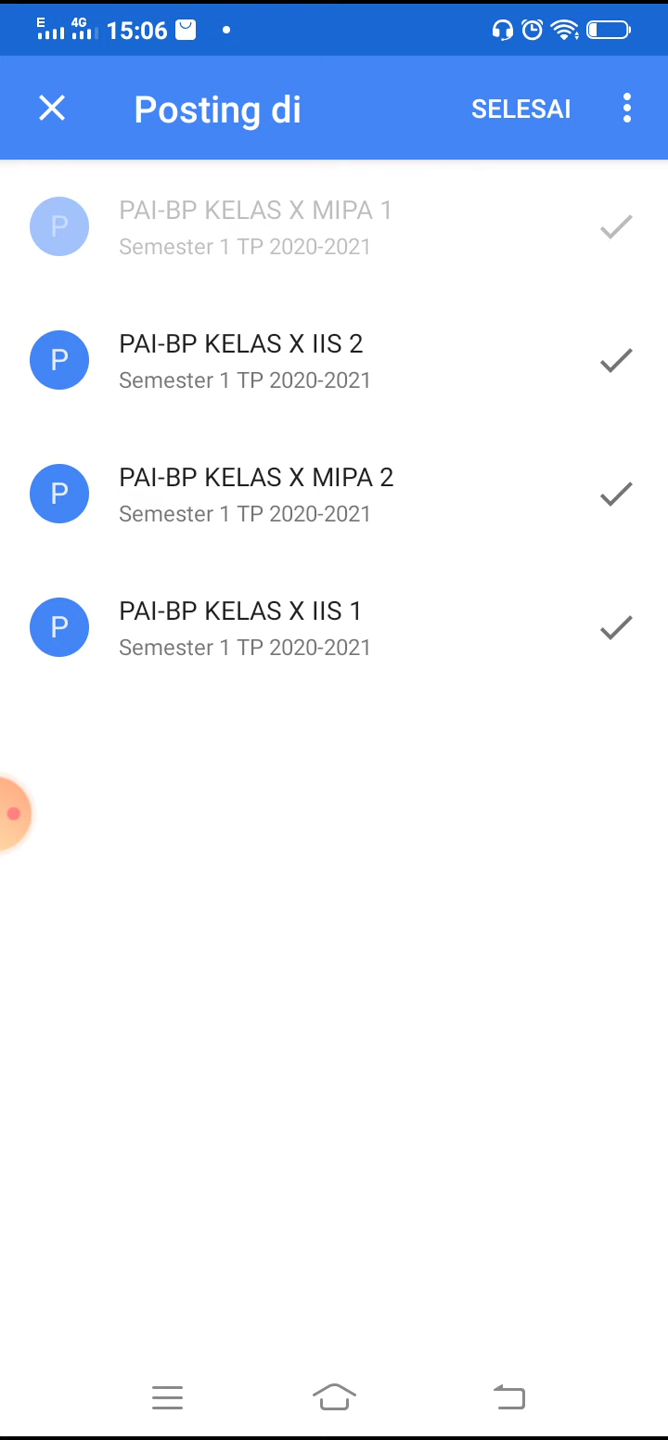 E 4G 15:06
Posting di SELESAI
P PAI-BP KELAS X MIPA 1
Semester 1 TP 2020-2021
P PAI-BP KELAS X IIS 2
Semester 1 TP 2020-2021
P PAI-BP KELAS X MIPA 2
Semester 1 TP 2020-2021
P PAI-BP KELAS X IIS 1
Semester 1 TP 2020-2021